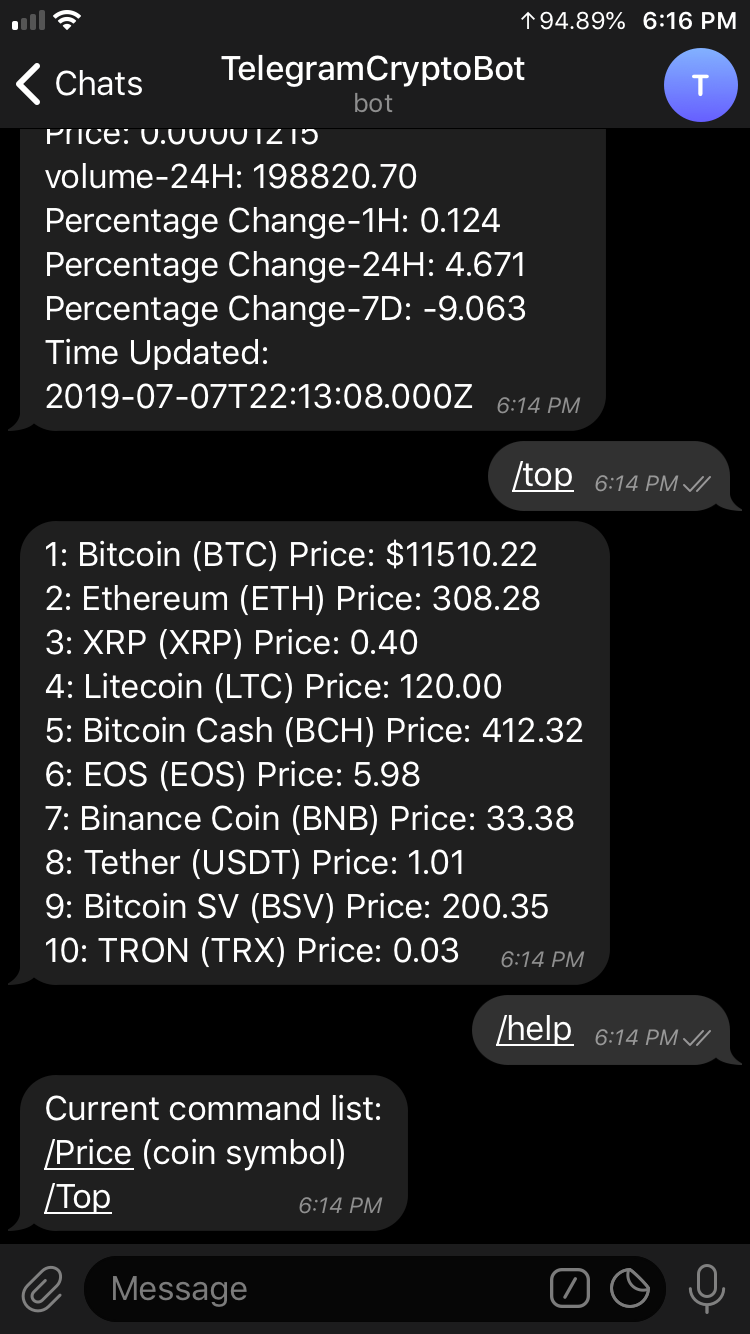 ↑94.89% 6:16 PM
Chats
TelegramCryptoBot
bot
T
Price: 0.00001215
volume-24H: 198820.70
Percentage Change-1H: 0.124
Percentage Change-24H: 4.671
Percentage Change-7D: -9.063
Time Updated:
2019-07-07T22:13:08.000Z 6:14 PM
/top 6:14 PM
1: Bitcoin (BTC) Price: $11510.22
2: Ethereum (ETH) Price: 308.28
3: XRP (XRP) Price: 0.40
4: Litecoin (LTC) Price: 120.00
5: Bitcoin Cash (BCH) Price: 412.32
6: EOS (EOS) Price: 5.98
7: Binance Coin (BNB) Price: 33.38
8: Tether (USDT) Price: 1.01
9: Bitcoin SV (BSV) Price: 200.35
10: TRON (TRX) Price: 0.03 6:14 PM
/help 6:14 PM
Current command list:
/Price (coin symbol)
/Top 6:14 PM
Message